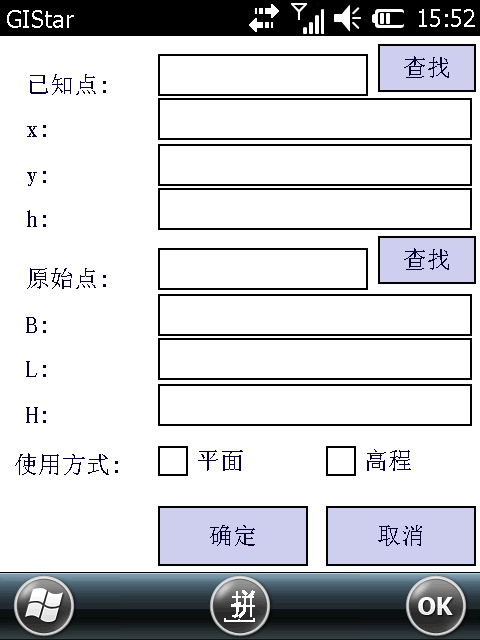 GIStar 15:52
已知点: 查找
x:
y:
h:
原始点: 查找
B:
L:
H:
使用方式: 平面 高程
确定 取消
拼 OK